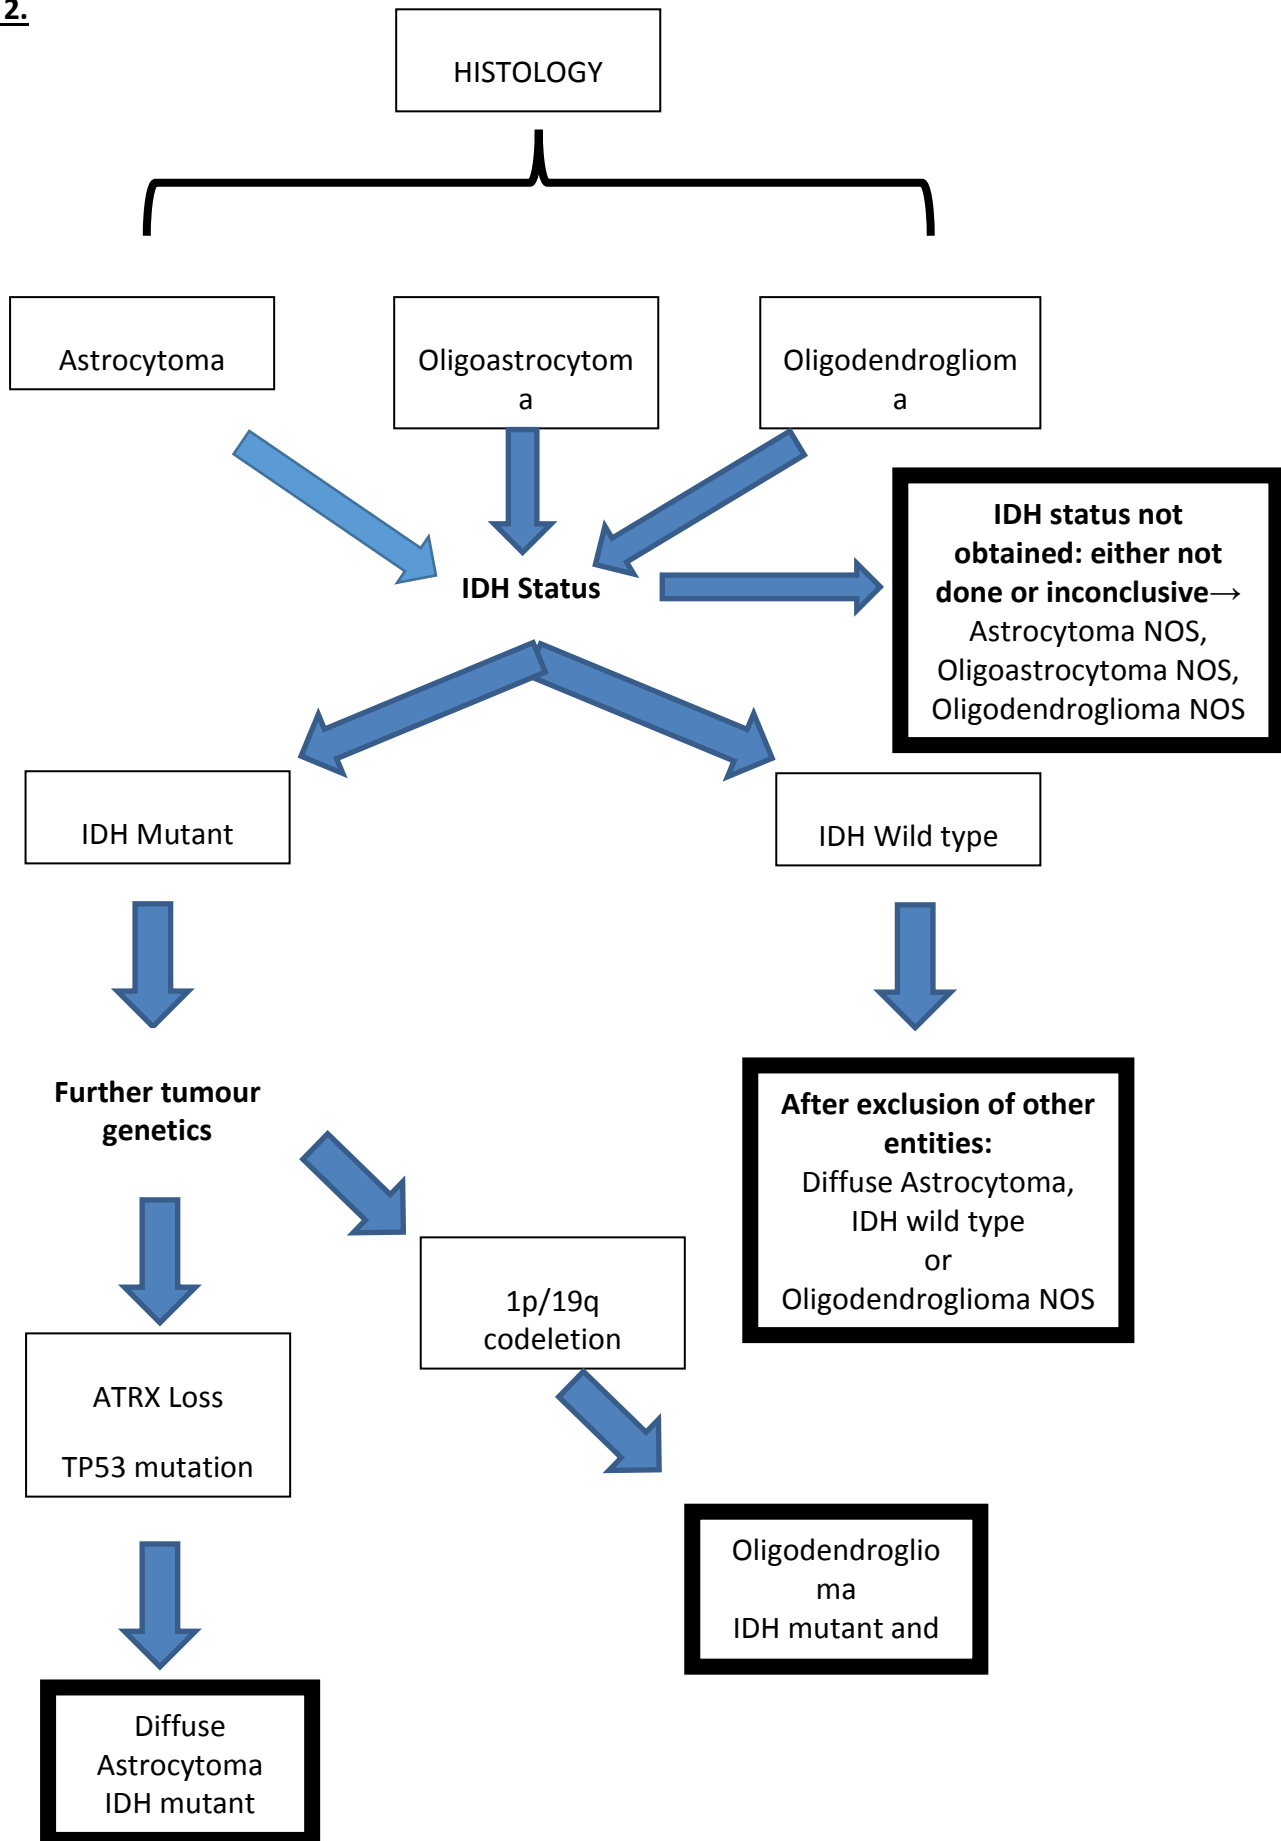 2.
HISTOLOGY
Astrocytoma
Oligoastrocytom
a
Oligodendrogliom
a
IDH status not
obtained: either not
done or inconclusive→
Astrocytoma NOS,
Oligoastrocytoma NOS,
Oligodendroglioma NOS
IDH Status
IDH Mutant
IDH Wild type
Further tumour
genetics
After exclusion of other
entities:
Diffuse Astrocytoma,
IDH wild type
or
Oligodendroglioma NOS
1p/19q
codeletion
ATRX Loss
TP53 mutation
Oligodendroglio
ma
IDH mutant and
Diffuse
Astrocytoma
IDH mutant